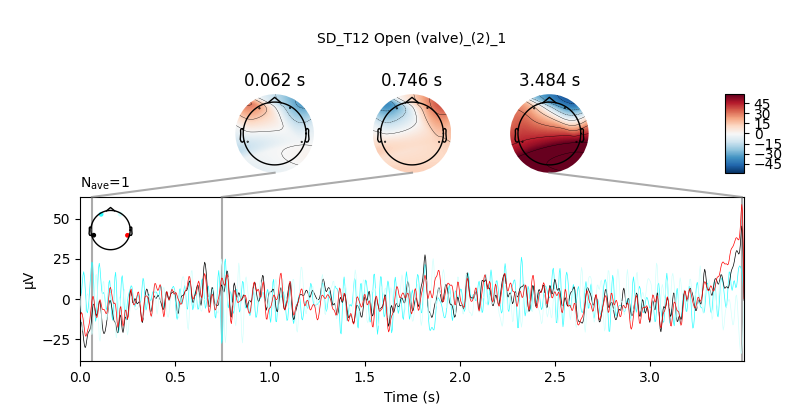 SD_T12 Open (valve)_(2)_1
0.062 s
0.746 s
3.484 s
45
30
15
0
−15
−30
−45
Nave=1
50
25
0
−25
µV
0.0
0.5
1.0
1.5
2.0
2.5
3.0
Time (s)